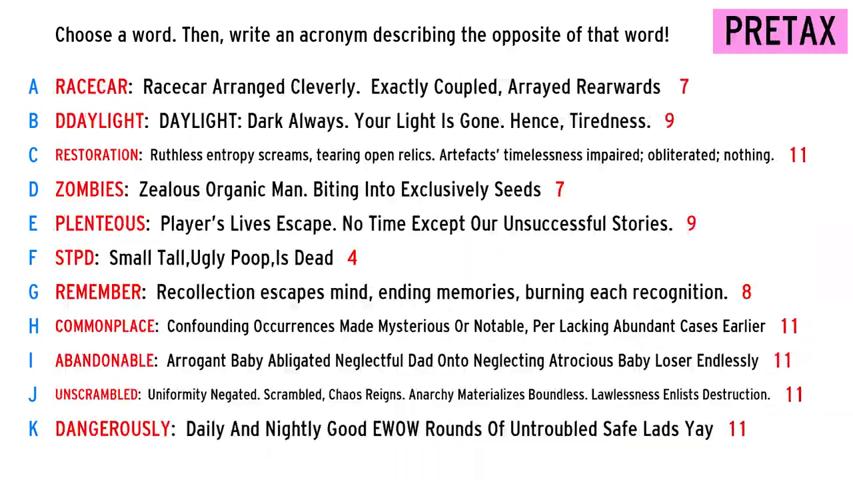 Choose a word. Then, write an acronym describing the opposite of that word!
PRETAX
A RACECAR: Racecar Arranged Cleverly. Exactly Coupled, Arrayed Rearwards 7
B DDAYLIGHT: DAYLIGHT: Dark Always. Your Light Is Gone. Hence, Tiredness. 9
C RESTORATION: Ruthless entropy screams, tearing open relics. Artefacts' timelessness impaired; obliterated; nothing. 11
D ZOMBIES: Zealous Organic Man. Biting Into Exclusively Seeds 7
E PLENTEOUS: Player's Lives Escape. No Time Except Our Unsuccessful Stories. 9
F STPD: Small Tall,Ugly Poop,Is Dead 4
G REMEMBER: Recollection escapes mind, ending memories, burning each recognition. 8
H COMMONPLACE: Confounding Occurrences Made Mysterious Or Notable, Per Lacking Abundant Cases Earlier 11
I ABANDONABLE: Arrogant Baby Abligated Neglectful Dad Onto Neglecting Atrocious Baby Loser Endlessly 11
J UNSCRAMBLED: Uniformity Negated. Scrambled, Chaos Reigns. Anarchy Materializes Boundless. Lawlessness Enlists Destruction. 11
K DANGEROUSLY: Daily And Nightly Good EWOW Rounds Of Untroubled Safe Lads Yay 11